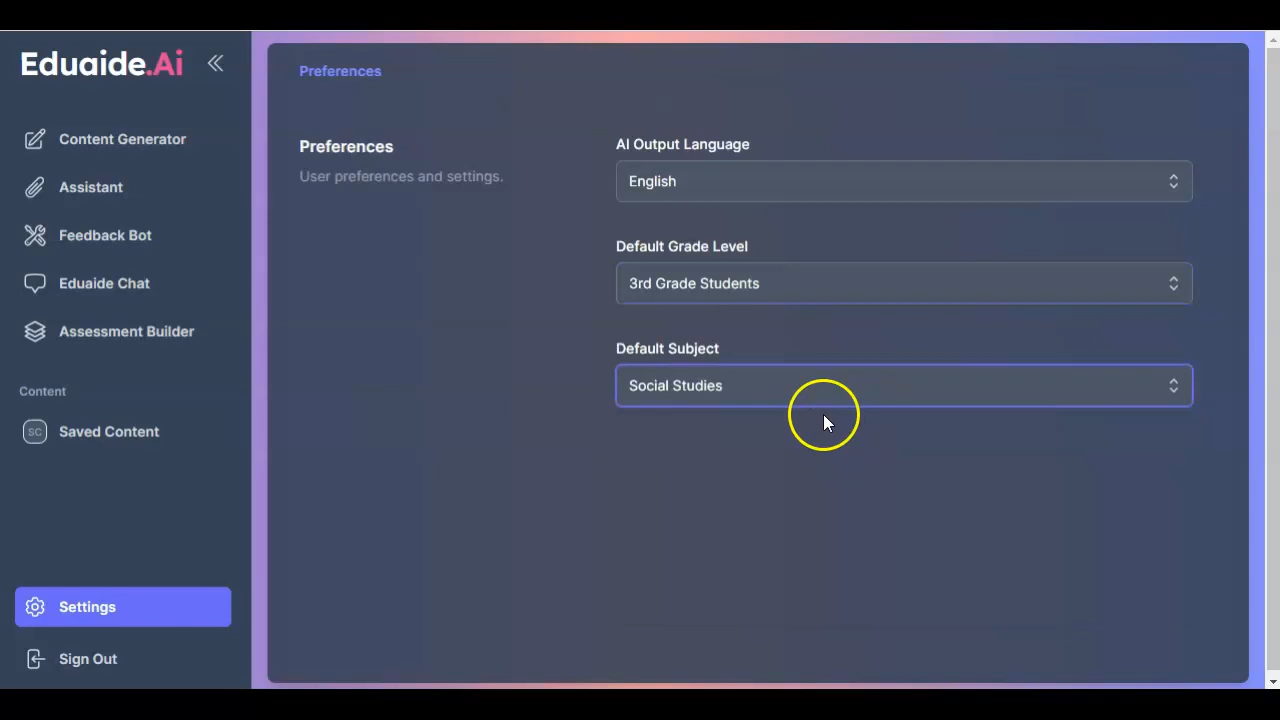 Eduaide.Ai
Content Generator
Assistant
Feedback Bot
Eduaide Chat
Assessment Builder
Content
SC Saved Content
Settings
Sign Out
Preferences
Preferences
User preferences and settings.
AI Output Language
English
Default Grade Level
3rd Grade Students
Default Subject
Social Studies